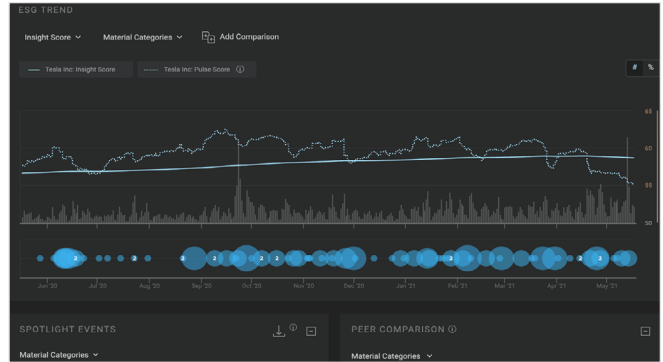 ESG TREND
Insight Score Material Categories Add Comparison
Tesla Inc: Insight Score Tesla Inc: Pulse Score
# %
65
60
55
50
2 2 2 2 2 2 2 2 2
Jun '20 Jul '20 Aug '20 Sep '20 Oct '20 Nov '20 Dec '20 Jan '21 Feb '21 Mar '21 Apr '21 May '21
SPOTLIGHT EVENTS PEER COMPARISON
Material Categories Material Categories